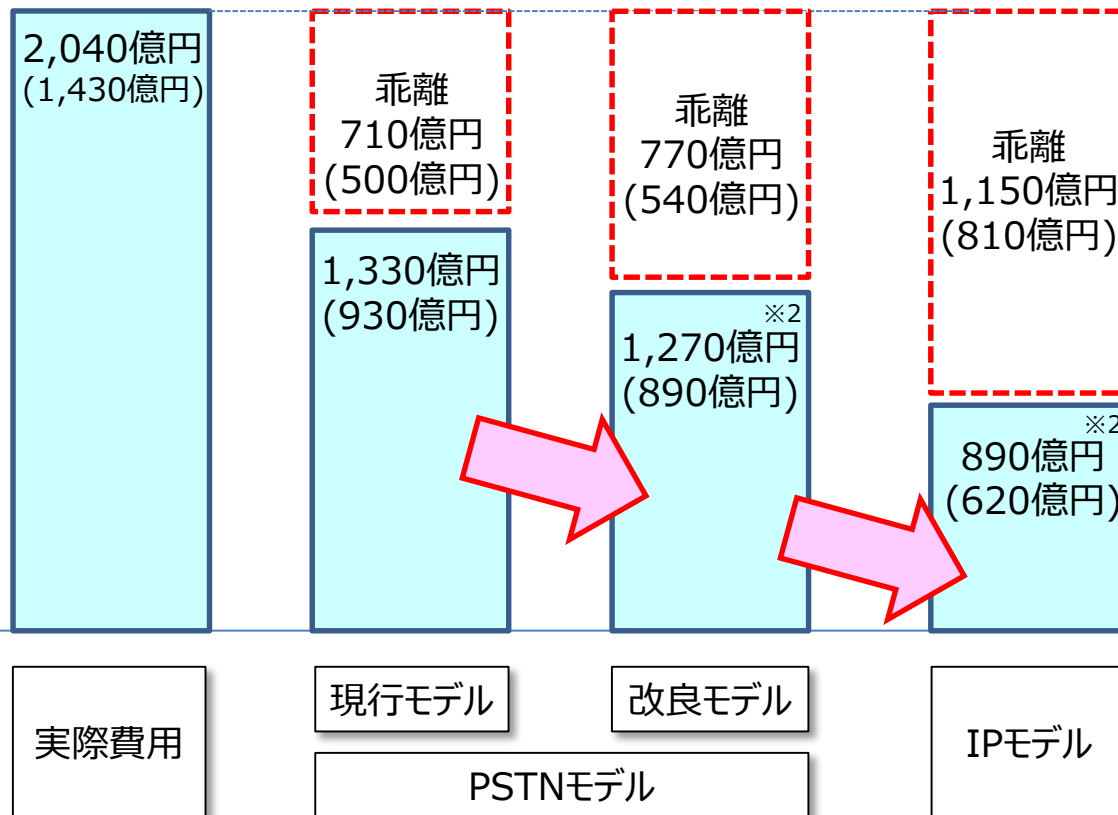 2,040億円
(1,430億円)
乖離
710億円
(500億円)
1,330億円
(930億円)
乖離
770億円
(540億円)
※2
1,270億円
(890億円)
乖離
1,150億円
(810億円)
※2
890億円
(620億円)
実際費用
現行モデル
改良モデル
PSTNモデル
IPモデル